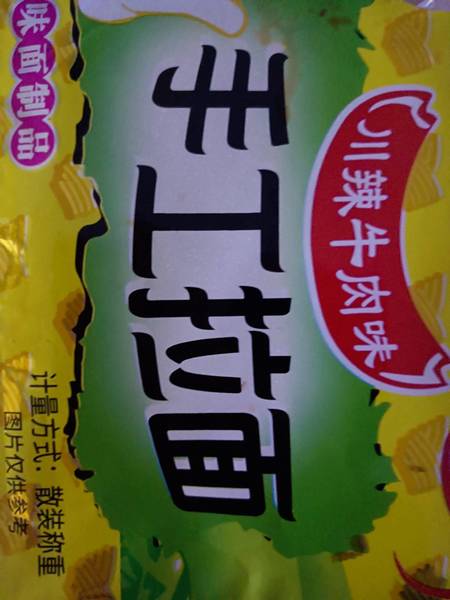 川辣牛肉味
手工拉面
味面制品
计量方式：散装称重
图片仅供参考